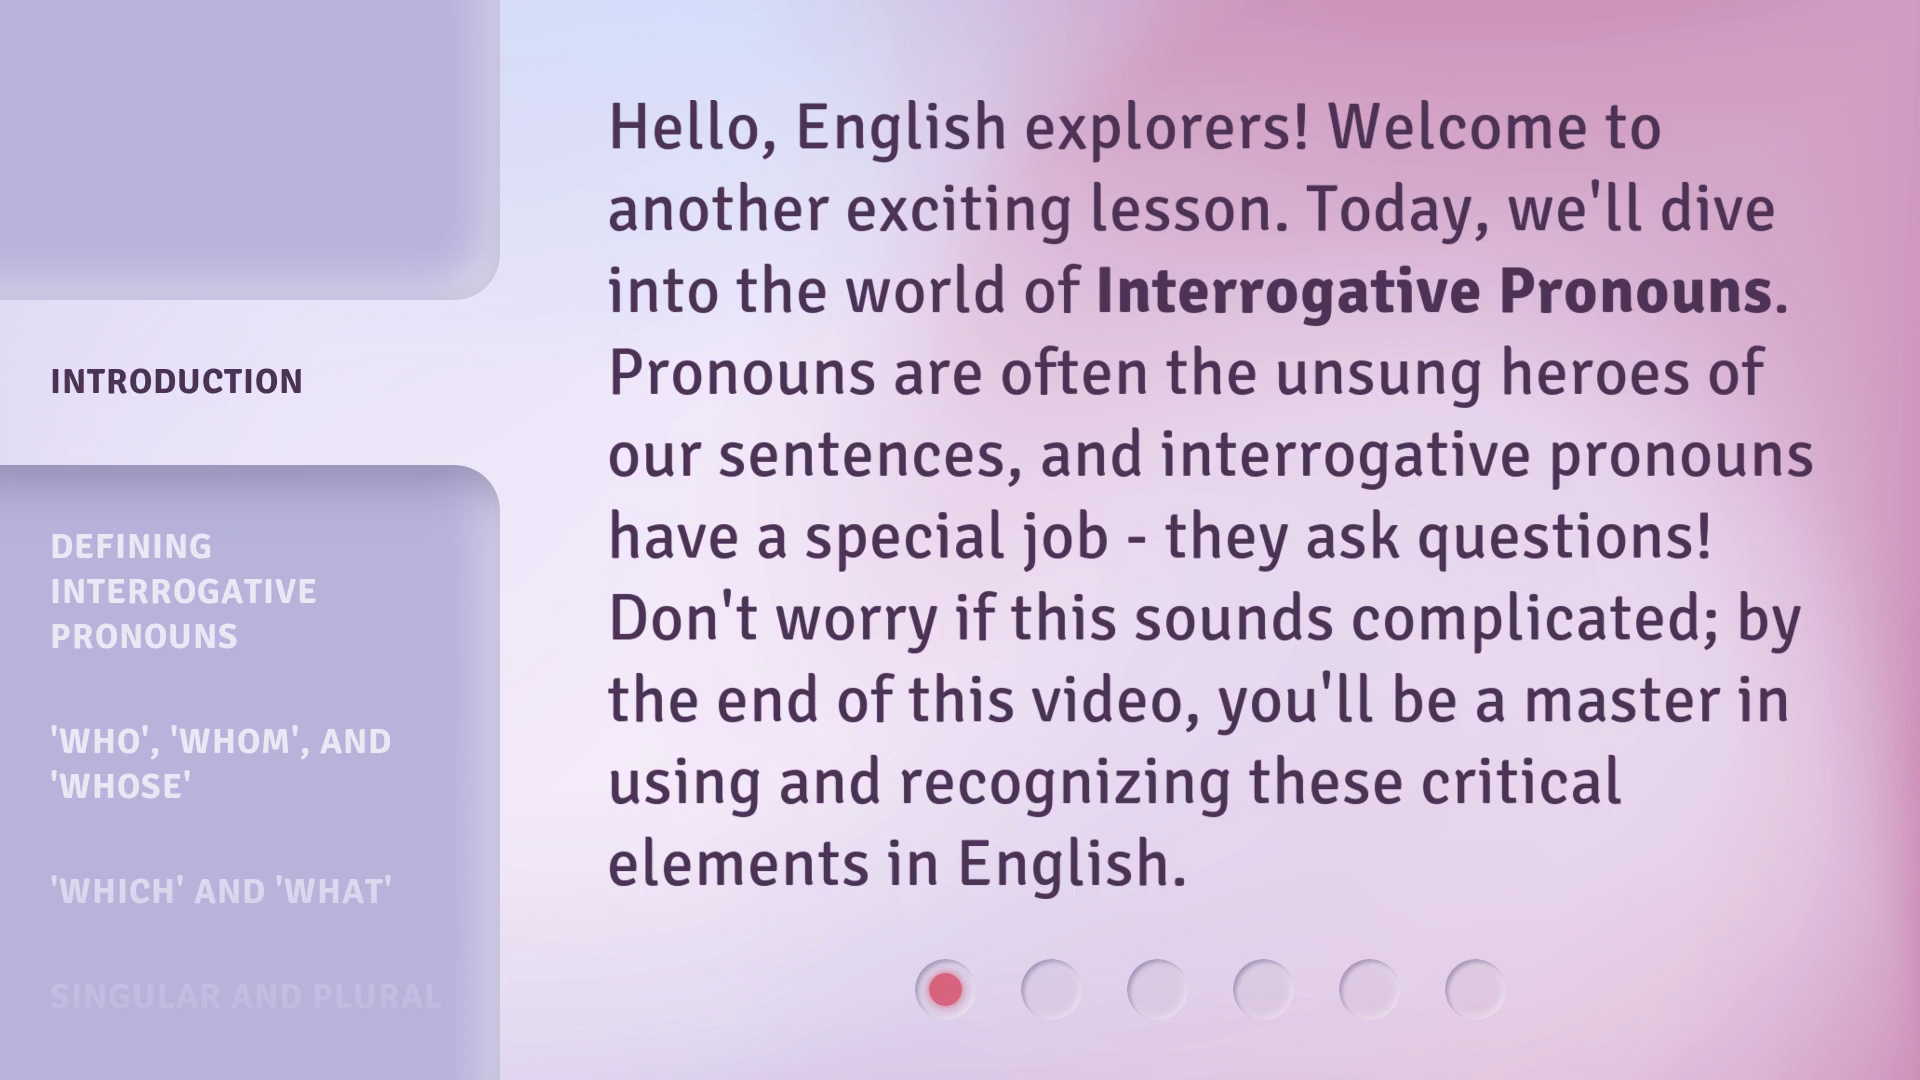 INTRODUCTION
DEFINING
INTERROGATIVE
PRONOUNS
'WHO', 'WHOM', AND
'WHOSE'
'WHICH' AND 'WHAT'
SINGULAR AND PLURAL
Hello, English explorers! Welcome to
another exciting lesson. Today, we'll dive
into the world of Interrogative Pronouns.
Pronouns are often the unsung heroes of
our sentences, and interrogative pronouns
have a special job - they ask questions!
Don't worry if this sounds complicated; by
the end of this video, you'll be a master in
using and recognizing these critical
elements in English.